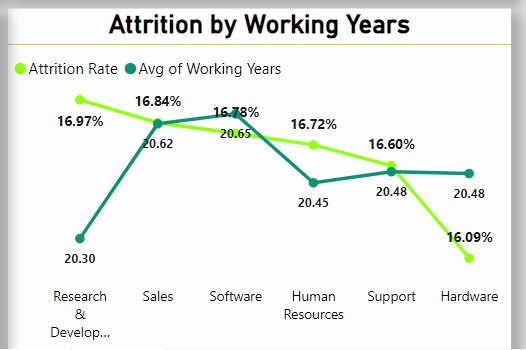 Attrition by Working Years
Attrition Rate Avg of Working Years
16.97%
16.84%
16.78%
16.72%
16.60%
16.09%
20.30
20.62
20.65
20.45
20.48
20.48
Research
&
Develop...
Sales
Software
Human
Resources
Support
Hardware